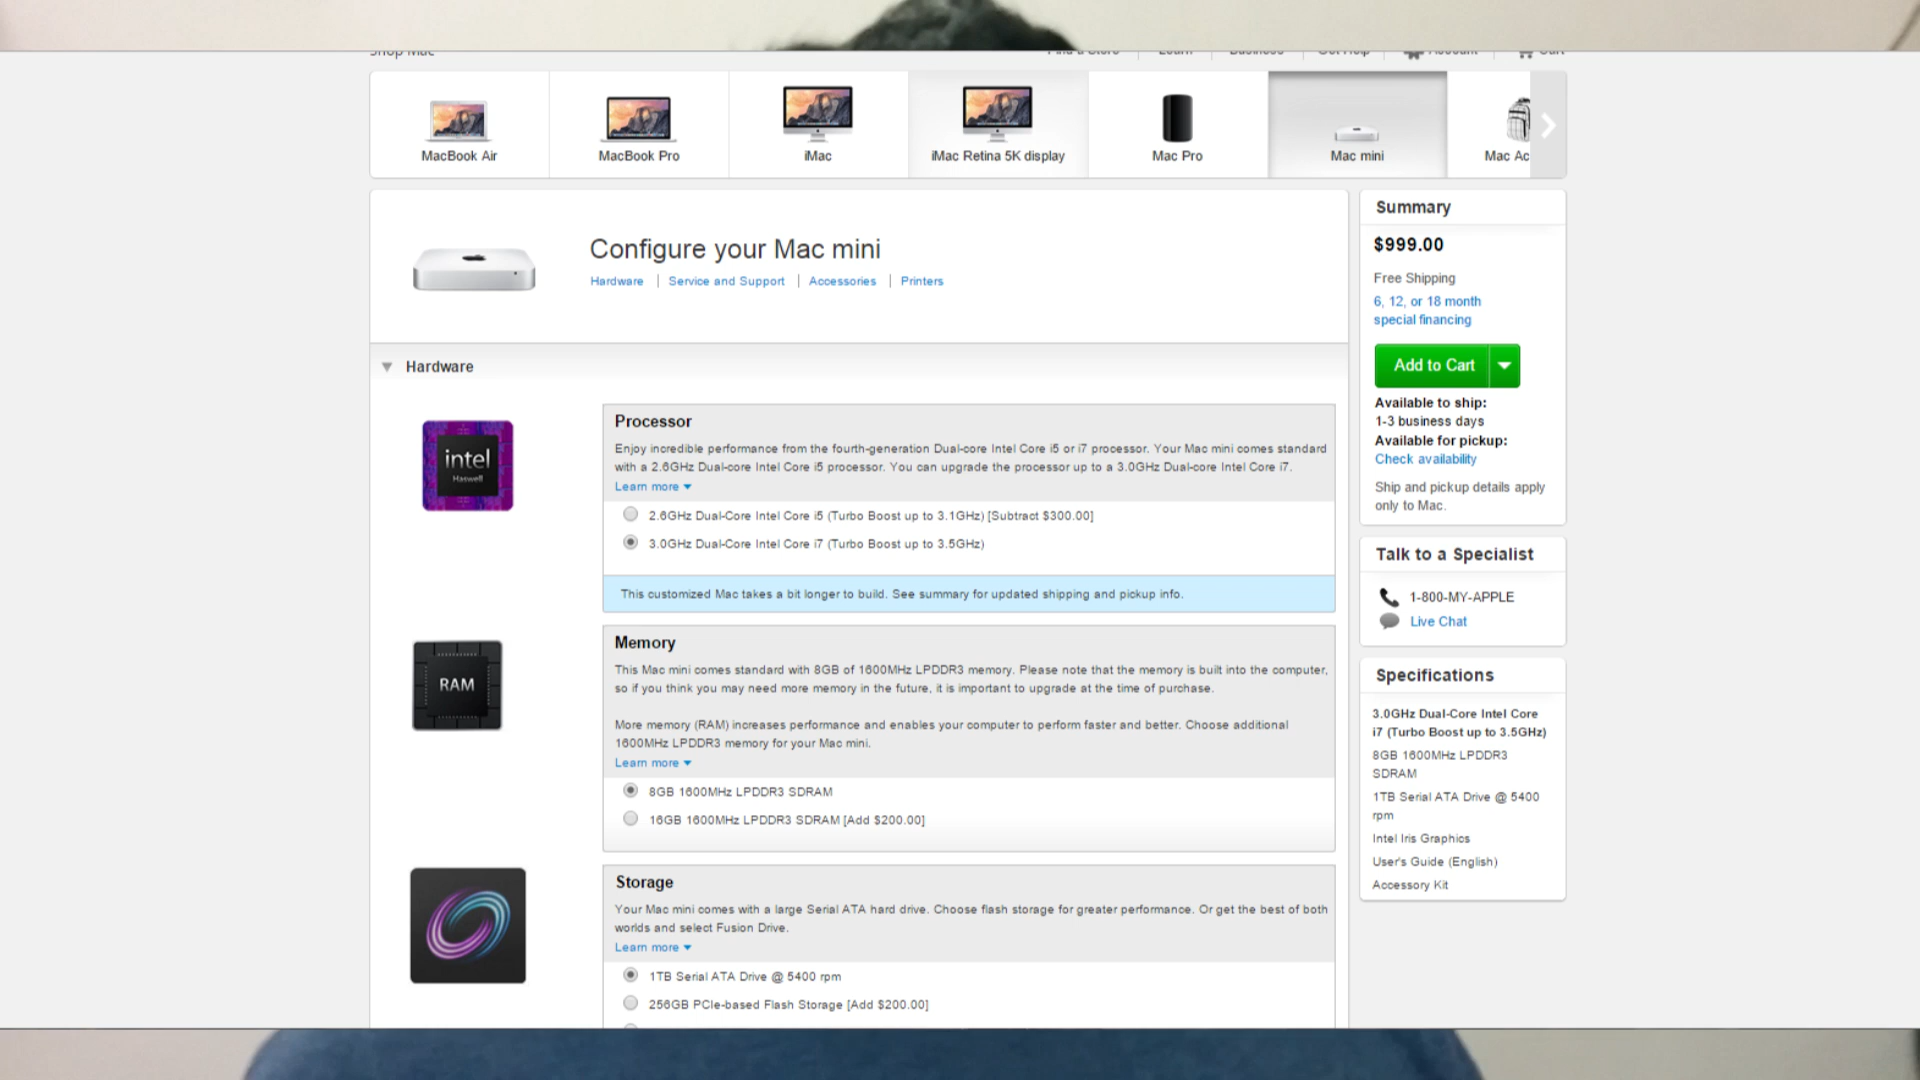 MacBook Air
MacBook Pro
iMac
iMac Retina 5K display
Mac Pro
Mac mini
Mac Ac
Configure your Mac mini
Hardware | Service and Support | Accessories | Printers
Hardware
intel
Haswell
Processor
Enjoy incredible performance from the fourth-generation Dual-core Intel Core i5 or i7 processor. Your Mac mini comes standard
with a 2.6GHz Dual-core Intel Core i5 processor. You can upgrade the processor up to a 3.0GHz Dual-core Intel Core i7.
Learn more
2.6GHz Dual-Core Intel Core i5 (Turbo Boost up to 3.1GHz) [Subtract $300.00]
3.0GHz Dual-Core Intel Core i7 (Turbo Boost up to 3.5GHz)
This customized Mac takes a bit longer to build. See summary for updated shipping and pickup info.
RAM
Memory
This Mac mini comes standard with 8GB of 1600MHz LPDDR3 memory. Please note that the memory is built into the computer,
so if you think you may need more memory in the future, it is important to upgrade at the time of purchase.
More memory (RAM) increases performance and enables your computer to perform faster and better. Choose additional
1600MHz LPDDR3 memory for your Mac mini.
Learn more
8GB 1600MHz LPDDR3 SDRAM
16GB 1600MHz LPDDR3 SDRAM [Add $200.00]
Storage
Your Mac mini comes with a large Serial ATA hard drive. Choose flash storage for greater performance. Or get the best of both
worlds and select Fusion Drive.
Learn more
1TB Serial ATA Drive @ 5400 rpm
256GB PCIe-based Flash Storage [Add $200.00]
Summary
$999.00
Free Shipping
6, 12, or 18 month
special financing
Add to Cart
Available to ship:
1-3 business days
Available for pickup:
Check availability
Ship and pickup details apply
only to Mac.
Talk to a Specialist
1-800-MY-APPLE
Live Chat
Specifications
3.0GHz Dual-Core Intel Core
i7 (Turbo Boost up to 3.5GHz)
8GB 1600MHz LPDDR3
SDRAM
1TB Serial ATA Drive @ 5400
rpm
Intel Iris Graphics
User's Guide (English)
Accessory Kit